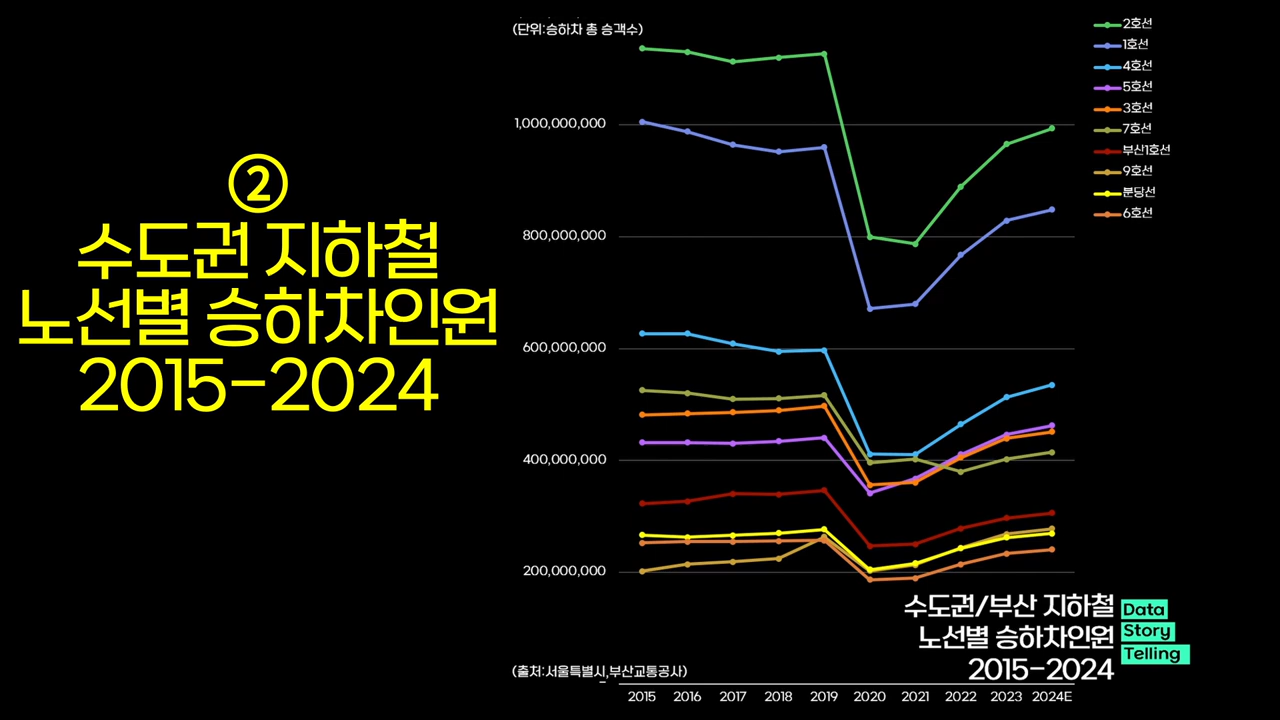 ②
수도권 지하철
노선별 승하차인원
2015-2024
(단위:승하차 총 승객수)
2호선
1호선
4호선
5호선
3호선
7호선
부산1호선
9호선
분당선
6호선
1,000,000,000
800,000,000
600,000,000
400,000,000
200,000,000
수도권/부산 지하철
노선별 승하차인원
2015-2024
Data
Story
Telling
(출처:서울특별시,부산교통공사)
2015 2016 2017 2018 2019 2020 2021 2022 2023 2024E